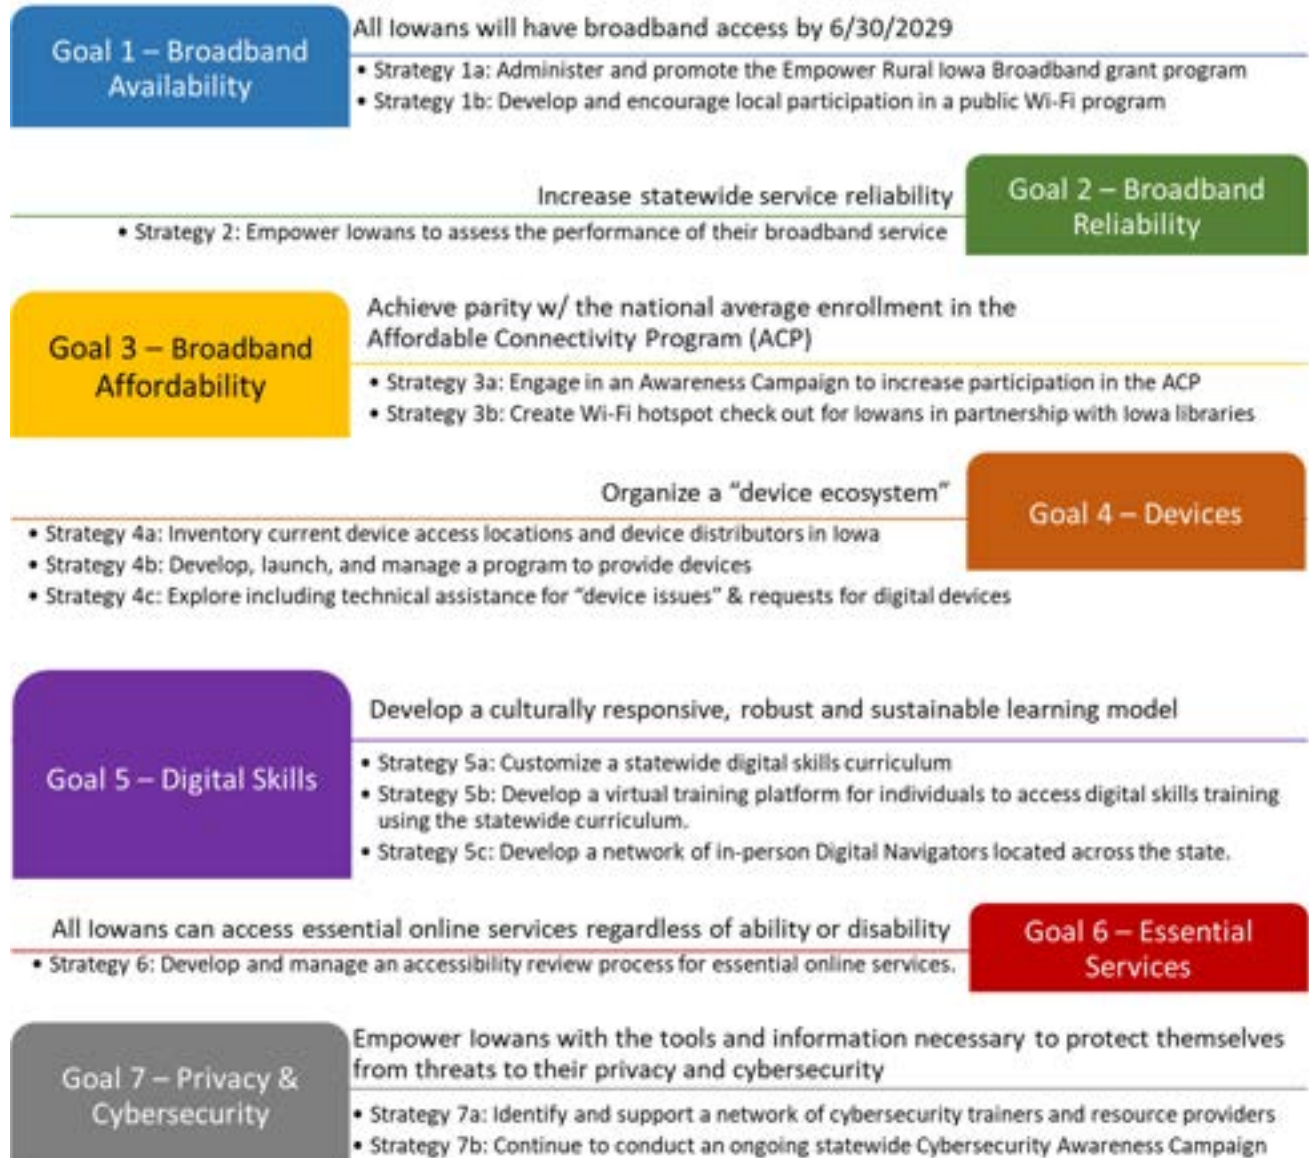 Goal 1 – Broadband
Availability
All Iowans will have broadband access by 6/30/2029
• Strategy 1a: Administer and promote the Empower Rural Iowa Broadband grant program
• Strategy 1b: Develop and encourage local participation in a public Wi-Fi program
Goal 2 – Broadband
Reliability
Increase statewide service reliability
• Strategy 2: Empower Iowans to assess the performance of their broadband service
Goal 3 – Broadband
Affordability
Achieve parity w/ the national average enrollment in the
Affordable Connectivity Program (ACP)
• Strategy 3a: Engage in an Awareness Campaign to increase participation in the ACP
• Strategy 3b: Create Wi-Fi hotspot check out for Iowans in partnership with Iowa libraries
Goal 4 – Devices
Organize a “device ecosystem”
• Strategy 4a: Inventory current device access locations and device distributors in Iowa
• Strategy 4b: Develop, launch, and manage a program to provide devices
• Strategy 4c: Explore including technical assistance for “device issues” & requests for digital devices
Goal 5 – Digital Skills
Develop a culturally responsive, robust and sustainable learning model
• Strategy 5a: Customize a statewide digital skills curriculum
• Strategy 5b: Develop a virtual training platform for individuals to access digital skills training
using the statewide curriculum.
• Strategy 5c: Develop a network of in-person Digital Navigators located across the state.
Goal 6 – Essential
Services
All Iowans can access essential online services regardless of ability or disability
• Strategy 6: Develop and manage an accessibility review process for essential online services.
Goal 7 – Privacy &
Cybersecurity
Empower Iowans with the tools and information necessary to protect themselves
from threats to their privacy and cybersecurity
• Strategy 7a: Identify and support a network of cybersecurity trainers and resource providers
• Strategy 7b: Continue to conduct an ongoing statewide Cybersecurity Awareness Campaign